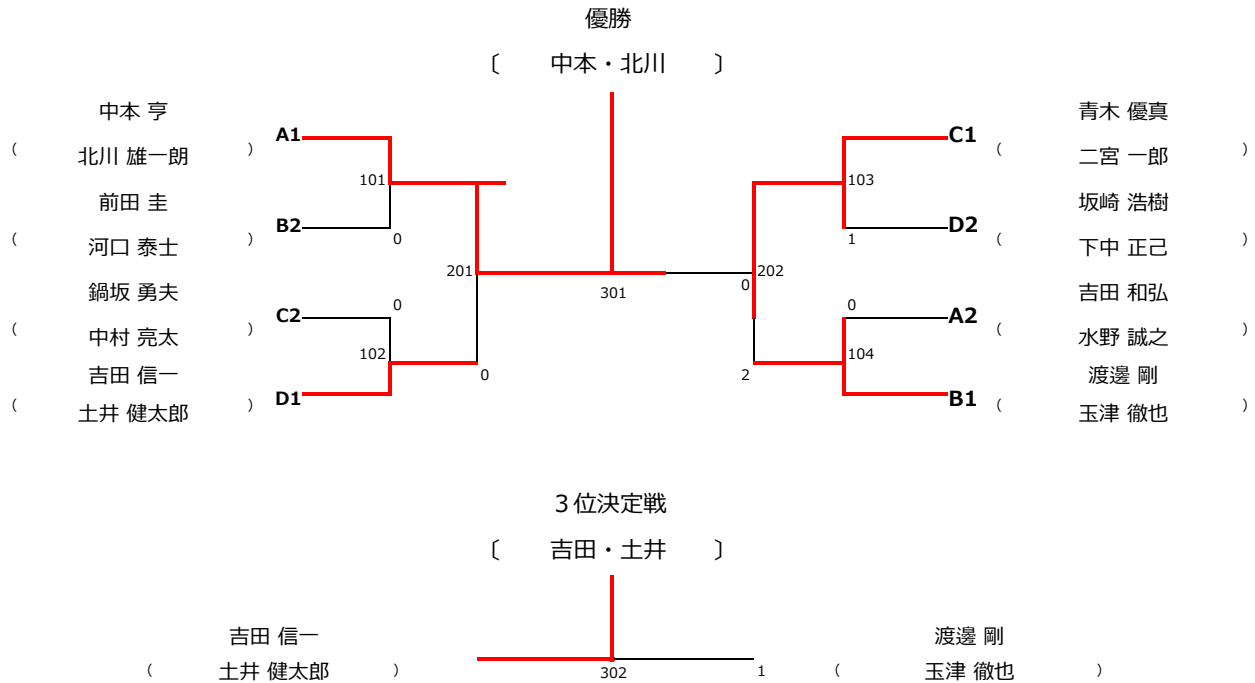 優勝
〔 中本・北川 〕
中本 亨
A1
( 北川 雄一朗 )
101
前田 圭
B2
( 河口 泰士 )
0
201
鍋坂 勇夫
0
C2
( 中村 亮太 )
102
吉田 信一
0
D1
( 土井 健太郎 )
301
青木 優真
C1
( 二宮 一郎 )
103
坂崎 浩樹
D2
( 下中 正己 )
1
202
0
吉田 和弘
0
A2
( 水野 誠之 )
104
渡邊 剛
2
B1
( 玉津 徹也 )
３位決定戦
〔 吉田・土井 〕
吉田 信一
( 土井 健太郎 )
302
1
渡邊 剛
( 玉津 徹也 )